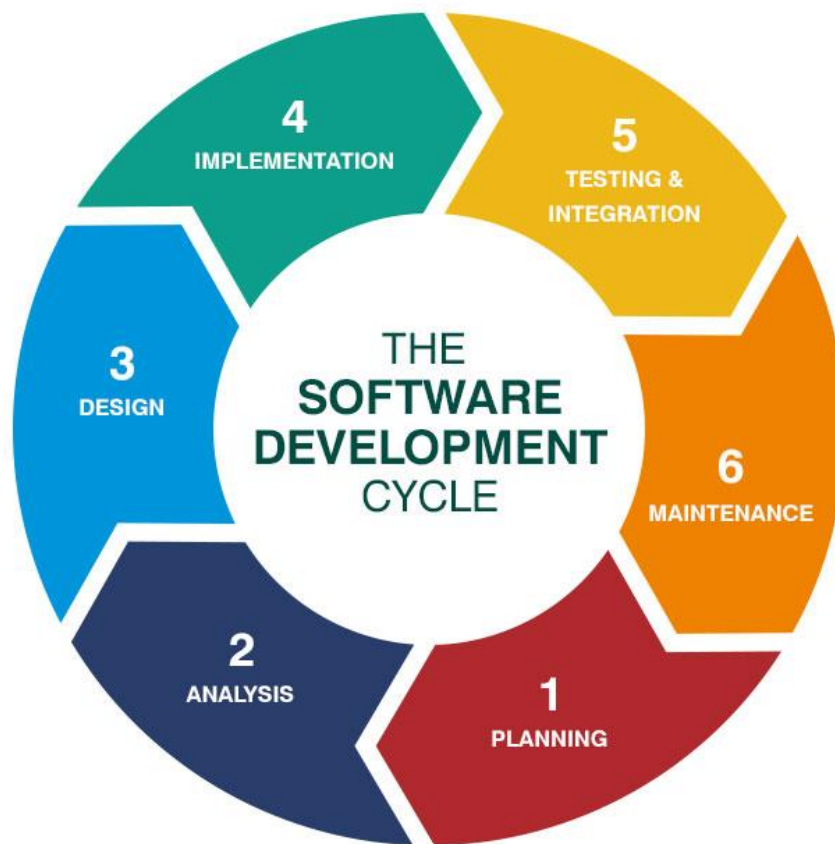 THE
SOFTWARE
DEVELOPMENT
CYCLE
1
PLANNING
2
ANALYSIS
3
DESIGN
4
IMPLEMENTATION
5
TESTING &
INTEGRATION
6
MAINTENANCE